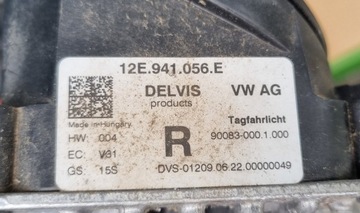 12E.941.056.E
DELVIS VW AG
products
Tagfahrlicht
Made in Hungary
HW: 004 R 90083-000.1.000
EC: V31
GS: 15S DVS-01209.06.22.00000049